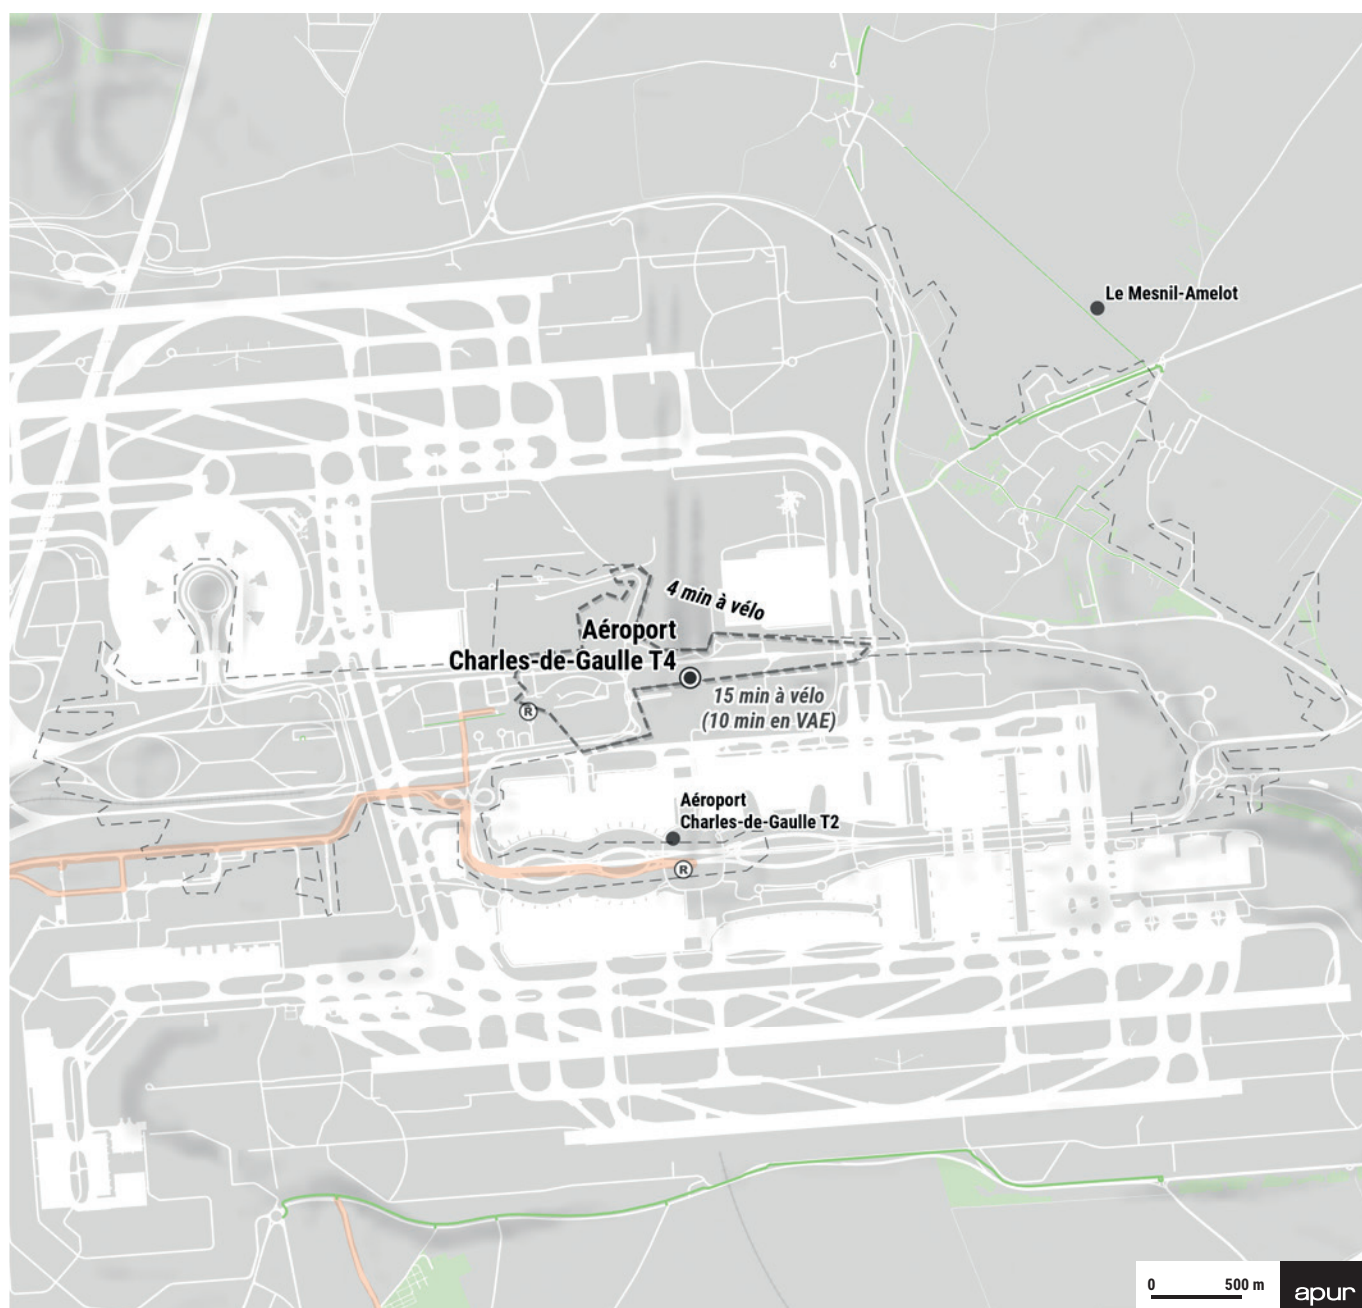 Le Mesnil-Amelot
4 min à vélo
Aéroport
Charles-de-Gaulle T4
15 min à vélo
(10 min en VAE)
R
Aéroport
Charles-de-Gaulle T2
R
0 500 m
apur